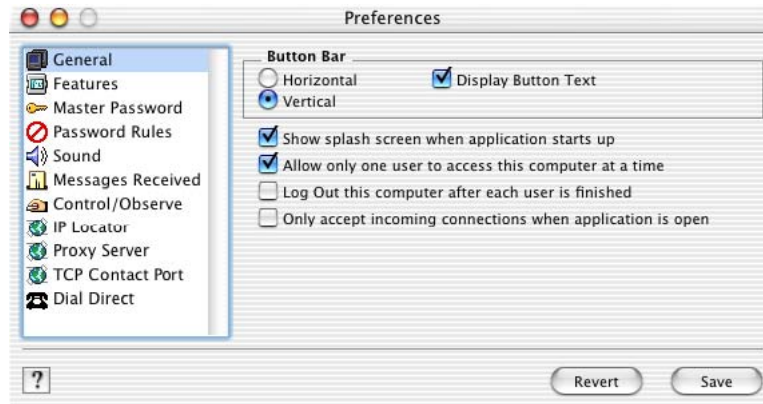 Preferences
General
Features
Master Password
Password Rules
Sound
Messages Received
Control/Observe
IP Locator
Proxy Server
TCP Contact Port
Dial Direct
Button Bar
Horizontal
Display Button Text
Vertical
Show splash screen when application starts up
Allow only one user to access this computer at a time
Log Out this computer after each user is finished
Only accept incoming connections when application is open
?
Revert
Save